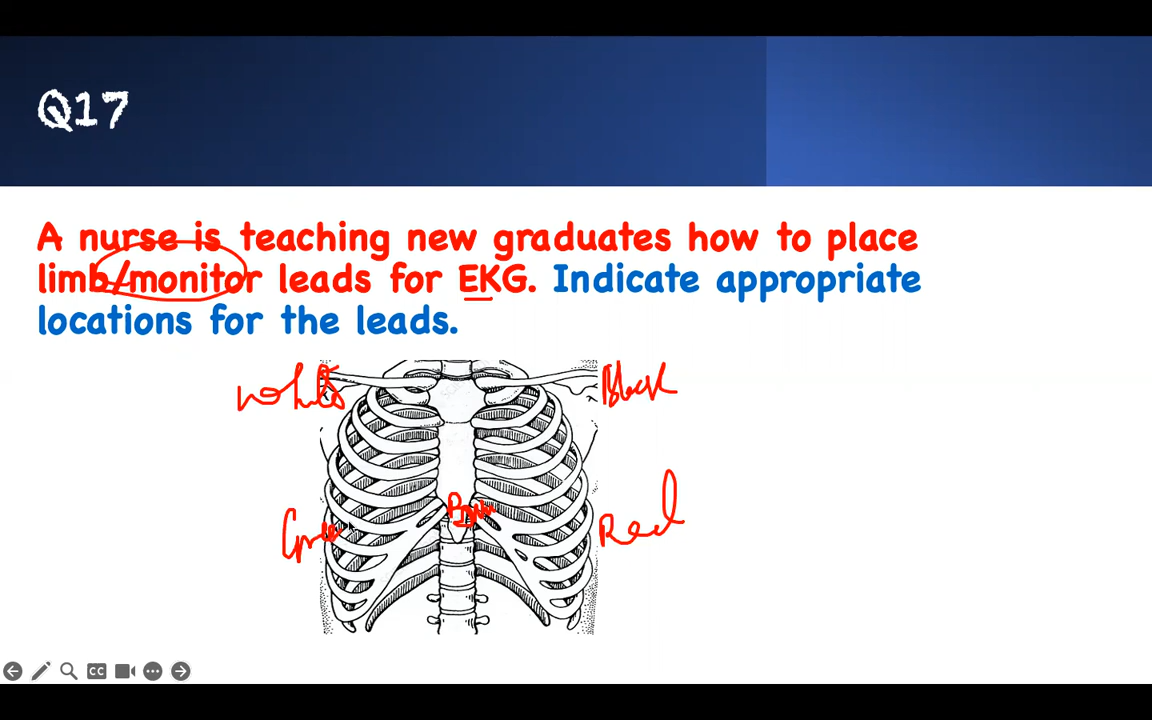 Q17
A nurse is teaching new graduates how to place
limb/monitor leads for EKG. Indicate appropriate
locations for the leads.
White Black
Green Red
CC